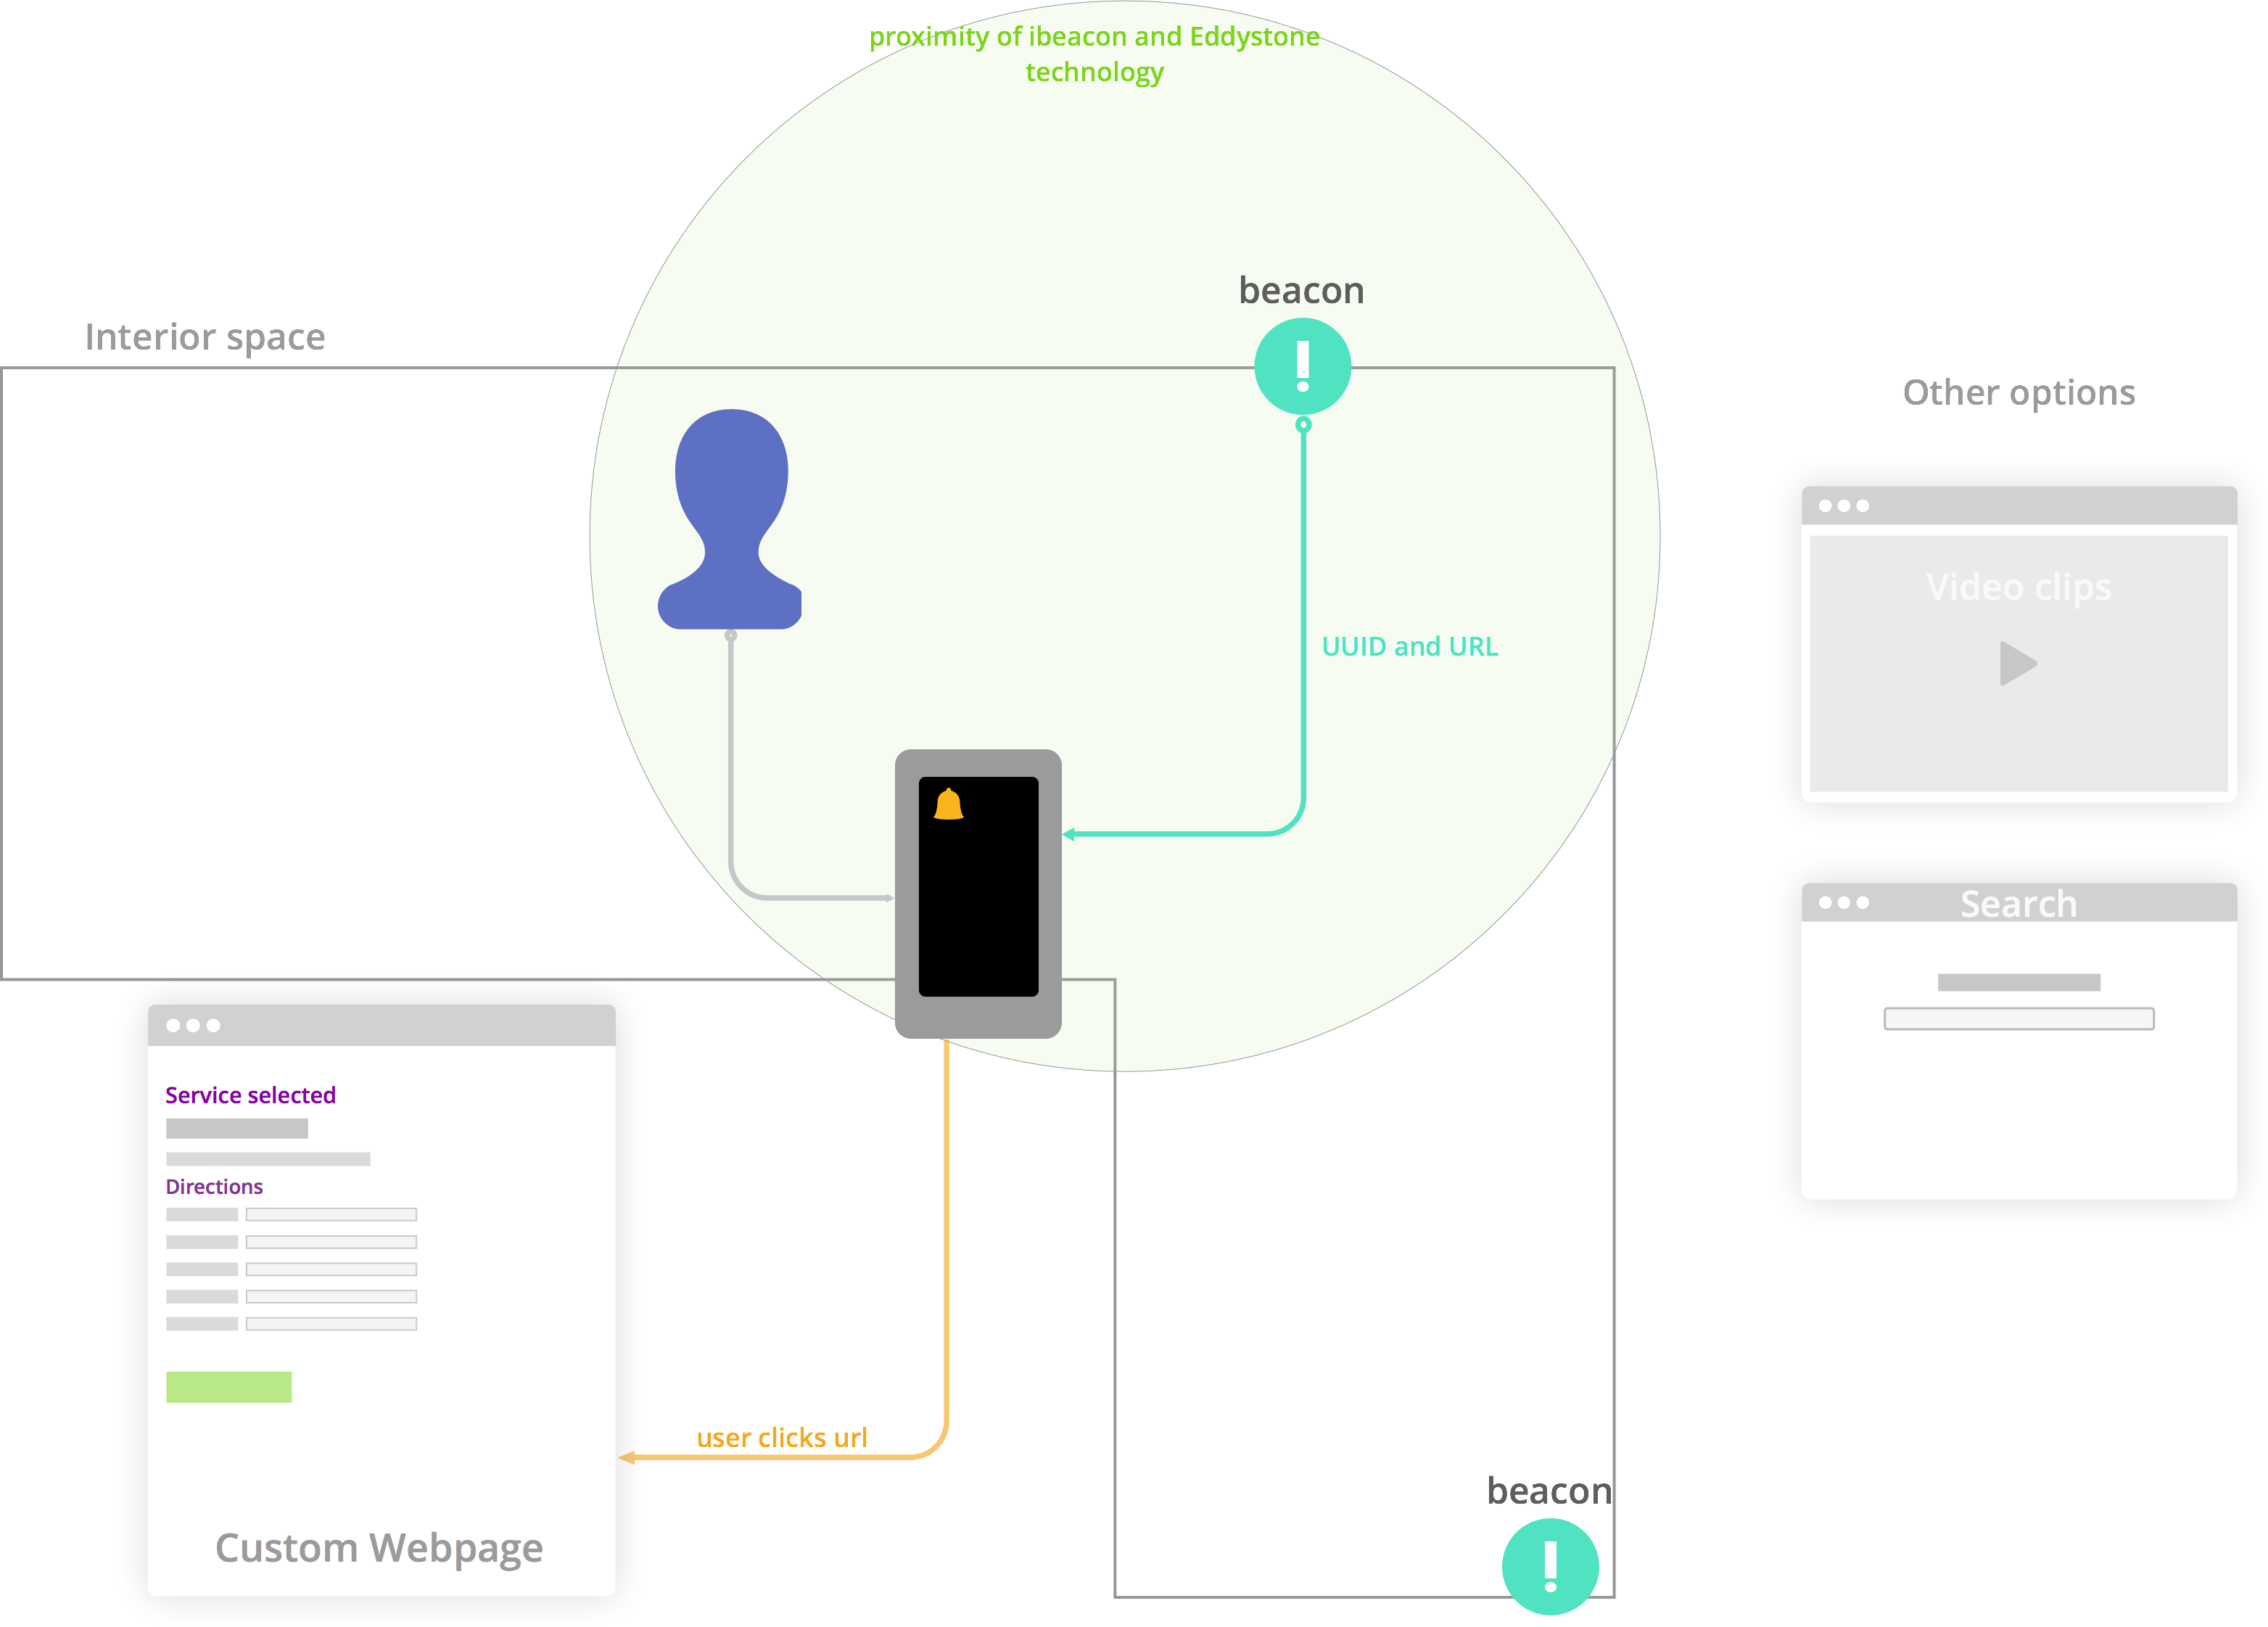 proximity of ibeacon and Eddystone
technology
beacon
Interior space
Other options
Video clips
UUID and URL
Search
Service selected
Directions
user clicks url
beacon
Custom Webpage